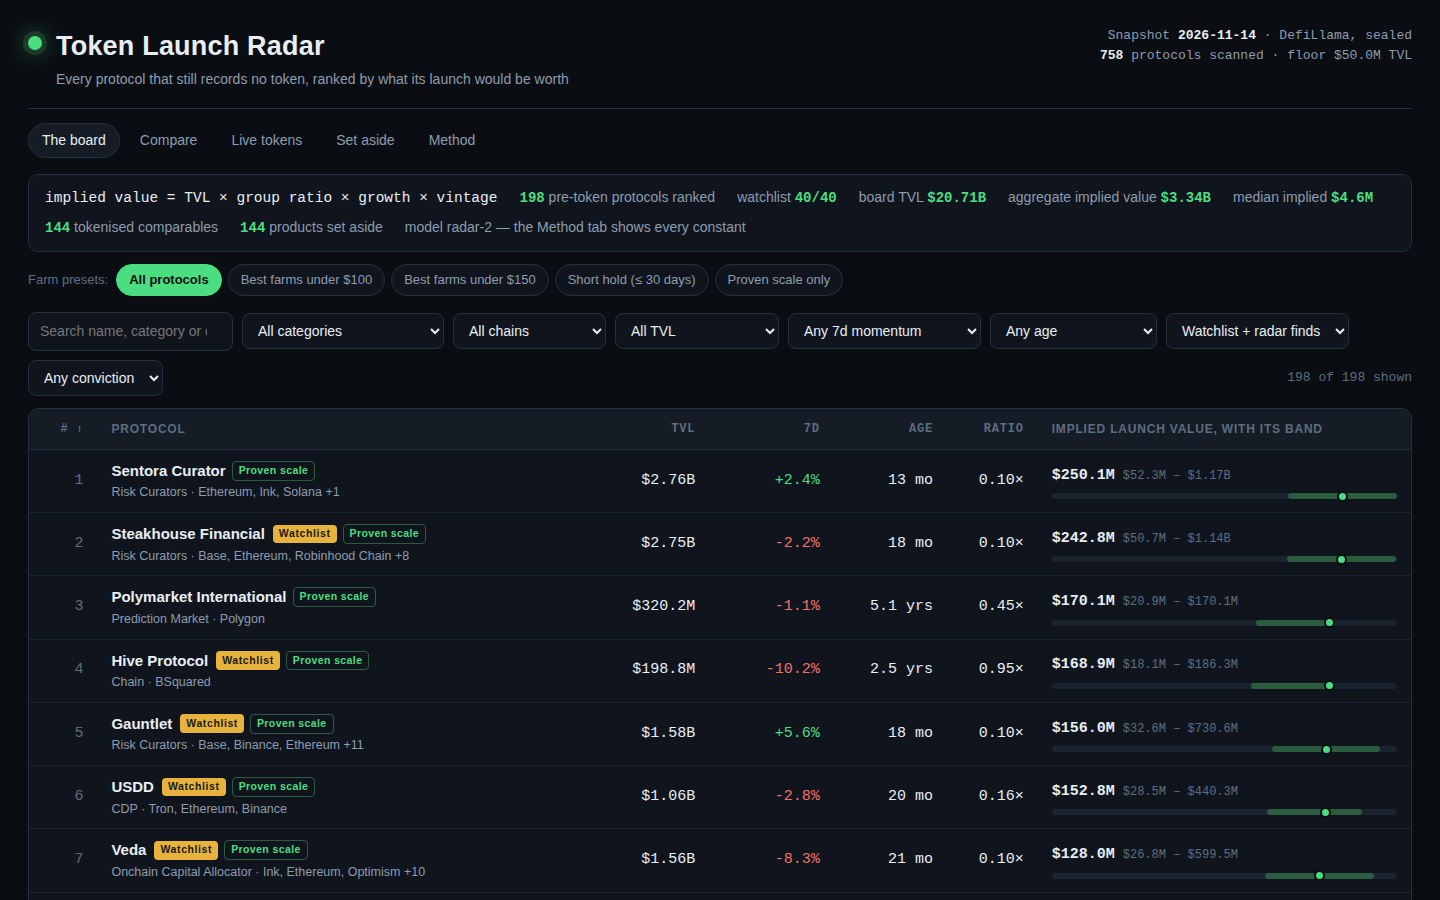 Token Launch Radar
Every protocol that still records no token, ranked by what its launch would be worth
Snapshot 2026-11-14 · DefiLlama, sealed
758 protocols scanned · floor $50.0M TVL
The board Compare Live tokens Set aside Method
implied value = TVL × group ratio × growth × vintage 198 pre-token protocols ranked watchlist 40/40 board TVL $20.71B aggregate implied value $3.34B median implied $4.6M
144 tokenised comparables 144 products set aside model radar-2 — the Method tab shows every constant
Farm presets: All protocols Best farms under $100 Best farms under $150 Short hold (≤ 30 days) Proven scale only
Search name, category or All categories All chains All TVL Any 7d momentum Any age Watchlist + radar finds
Any conviction 198 of 198 shown
# ↑ PROTOCOL TVL 7D AGE RATIO IMPLIED LAUNCH VALUE, WITH ITS BAND
1 Sentora Curator Proven scale $2.76B +2.4% 13 mo 0.10× $250.1M $52.3M – $1.17B
Risk Curators · Ethereum, Ink, Solana +1
2 Steakhouse Financial Watchlist Proven scale $2.75B -2.2% 18 mo 0.10× $242.8M $50.7M – $1.14B
Risk Curators · Base, Ethereum, Robinhood Chain +8
3 Polymarket International Proven scale $320.2M -1.1% 5.1 yrs 0.45× $170.1M $20.9M – $170.1M
Prediction Market · Polygon
4 Hive Protocol Watchlist Proven scale $198.8M -10.2% 2.5 yrs 0.95× $168.9M $18.1M – $186.3M
Chain · BSquared
5 Gauntlet Watchlist Proven scale $1.58B +5.6% 18 mo 0.10× $156.0M $32.6M – $730.6M
Risk Curators · Base, Binance, Ethereum +11
6 USDD Watchlist Proven scale $1.06B -2.8% 20 mo 0.16× $152.8M $28.5M – $440.3M
CDP · Tron, Ethereum, Binance
7 Veda Watchlist Proven scale $1.56B -8.3% 21 mo 0.10× $128.0M $26.8M – $599.5M
Onchain Capital Allocator · Ink, Ethereum, Optimism +10